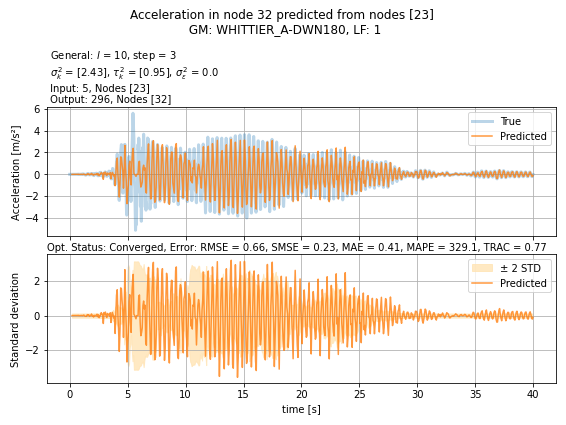 Acceleration in node 32 predicted from nodes [23]
GM: WHITTIER_A-DWN180, LF: 1
General: l = 10, step = 3
σ²ₖ = [2.43], τ²ₖ = [0.95], σ²ₑ = 0.0
Input: 5, Nodes [23]
Output: 296, Nodes [32]
Acceleration [m/s²]
6
4
2
0
−2
−4
True
Predicted
Opt. Status: Converged, Error: RMSE = 0.66, SMSE = 0.23, MAE = 0.41, MAPE = 329.1, TRAC = 0.77
Standard deviation
2
0
−2
± 2 STD
Predicted
0 5 10 15 20 25 30 35 40
time [s]